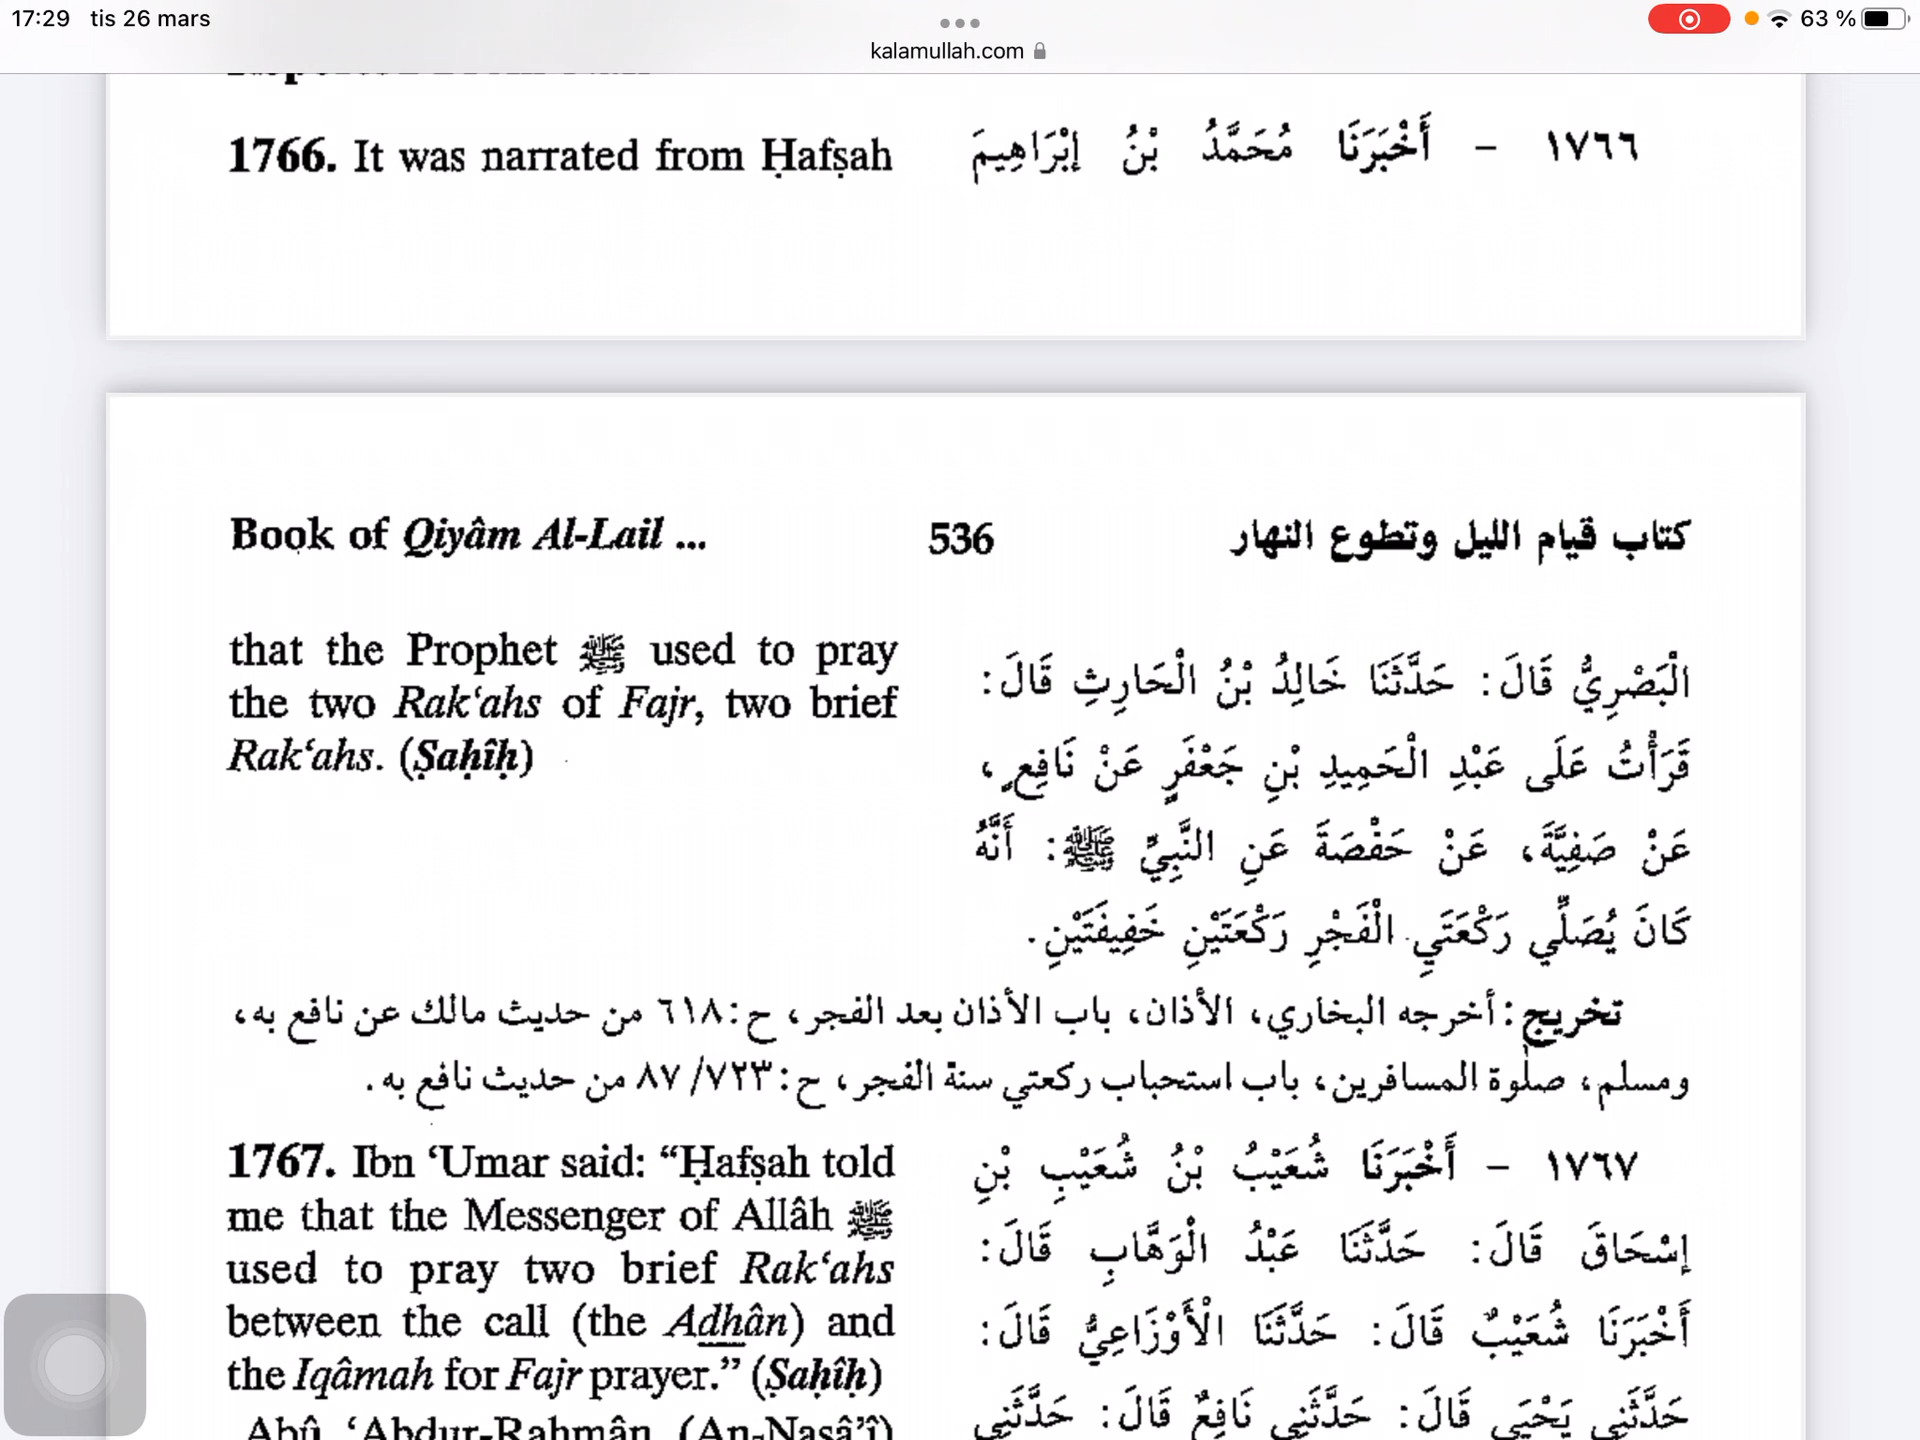 17:29 tis 26 mars
63 %
kalamullah.com
1766. It was narrated from Ḥafṣah
١٧٦٦ - أَخْبَرَنَا مُحَمَّدُ بْنُ إِبْرَاهِيمَ
Book of Qiyâm Al-Lail ...
536
كتاب قيام الليل وتطوع النهار
that the Prophet ﷺ used to pray
the two Rak‘ahs of Fajr, two brief
Rak‘ahs. (Ṣaḥîḥ)
الْبَصْرِيُّ قَالَ: حَدَّثَنَا خَالِدُ بْنُ الْحَارِثِ قَالَ:
قَرَأْتُ عَلَى عَبْدِ الْحَمِيدِ بْنِ جَعْفَرٍ عَنْ نَافِعٍ،
عَنْ صَفِيَّةَ، عَنْ حَفْصَةَ عَنِ النَّبِيِّ ﷺ: أَنَّهُ
كَانَ يُصَلِّي رَكْعَتَيِ الْفَجْرِ رَكْعَتَيْنِ خَفِيفَتَيْنِ.
تخريج: أخرجه البخاري، الأذان، باب الأذان بعد الفجر، ح:٦١٨ من حديث مالك عن نافع به،
ومسلم، صلٰوة المسافرين، باب استحباب ركعتي سنة الفجر، ح:٨٧/٧٢٣ من حديث نافع به.
1767. Ibn ‘Umar said: “Ḥafṣah told
me that the Messenger of Allâh ﷺ
used to pray two brief Rak‘ahs
between the call (the Adhân) and
the Iqâmah for Fajr prayer.” (Ṣaḥîḥ)
Abû ‘Abdur-Raḥmân (An-Nasâ’î)
١٧٦٧ - أَخْبَرَنَا شُعَيْبُ بْنُ شُعَيْبِ بْنِ
إِسْحَاقَ قَالَ: حَدَّثَنَا عَبْدُ الْوَهَّابِ قَالَ:
أَخْبَرَنَا شُعَيْبٌ قَالَ: حَدَّثَنَا الْأَوْزَاعِيُّ قَالَ:
حَدَّثَنِي يَحْيَى قَالَ: حَدَّثَنِي نَافِعٌ قَالَ: حَدَّثَنِي